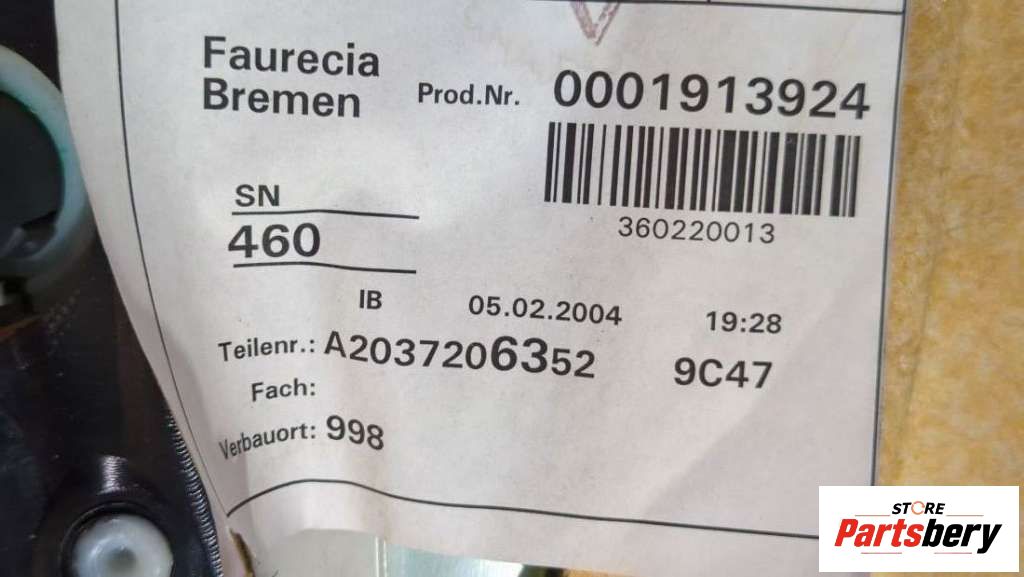 Faurecia
Bremen
Prod.Nr. 0001913924
360220013
SN
460
IB 05.02.2004 19:28
Teilenr.: A2037206352 9C47
Fach:
Verbauort: 998
STORE
Partsbery